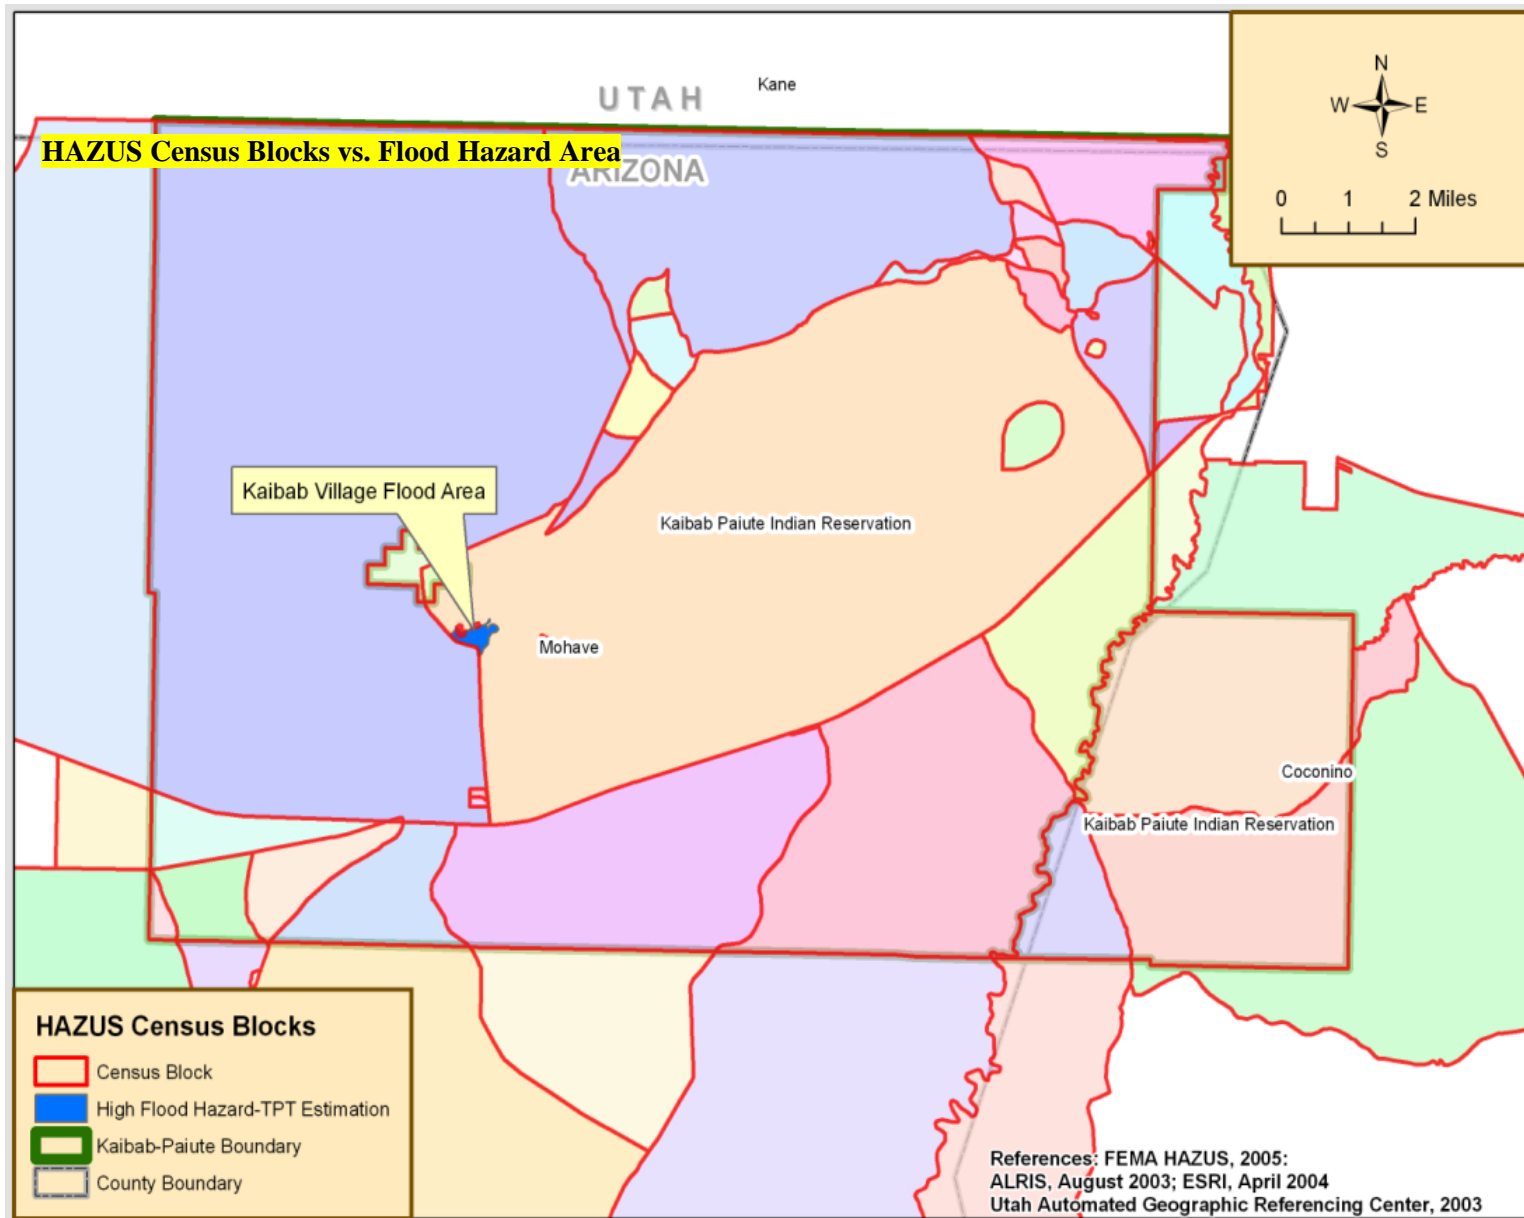 Kane
UTAH
HAZUS Census Blocks vs. Flood Hazard Area
ARIZONA
N
W E
S
0 1 2 Miles
Kaibab Village Flood Area
Kaibab Paiute Indian Reservation
Mohave
Coconino
Kaibab Paiute Indian Reservation
HAZUS Census Blocks
Census Block
High Flood Hazard-TPT Estimation
Kaibab-Paiute Boundary
County Boundary
References: FEMA HAZUS, 2005:
ALRIS, August 2003; ESRI, April 2004
Utah Automated Geographic Referencing Center, 2003